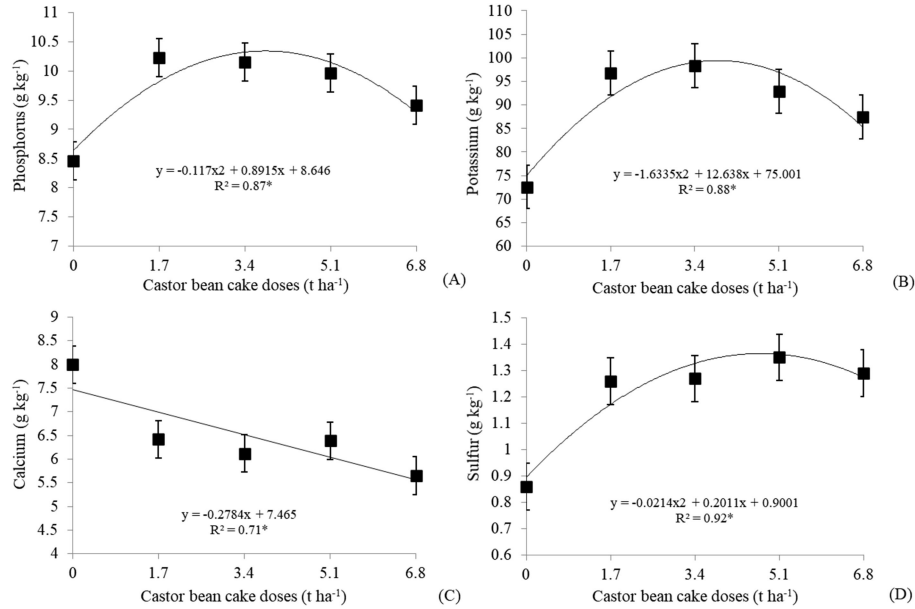 Phosphorus (g kg-1)
11
10.5
10
9.5
9
8.5
8
7.5
7
y = -0.117x2 + 0.8915x + 8.646
R² = 0.87*
0 1.7 3.4 5.1 6.8
Castor bean cake doses (t ha-1)
(A)
Potassium (g kg-1)
110
105
100
95
90
85
80
75
70
65
60
y = -1.6335x2 + 12.638x + 75.001
R² = 0.88*
0 1.7 3.4 5.1 6.8
Castor bean cake doses (t ha-1)
(B)
Calcium (g kg-1)
9
8.5
8
7.5
7
6.5
6
5.5
5
4.5
4
y = -0.2784x + 7.465
R² = 0.71*
0 1.7 3.4 5.1 6.8
Castor bean cake doses (t ha-1)
(C)
Sulfur (g kg-1)
1.5
1.4
1.3
1.2
1.1
1
0.9
0.8
0.7
0.6
y = -0.0214x2 + 0.2011x + 0.9001
R² = 0.92*
0 1.7 3.4 5.1 6.8
Castor bean cake doses (t ha-1)
(D)